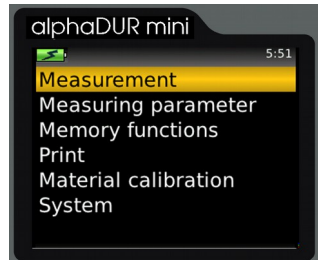 alphaDUR mini
5:51
Measurement
Measuring parameter
Memory functions
Print
Material calibration
System